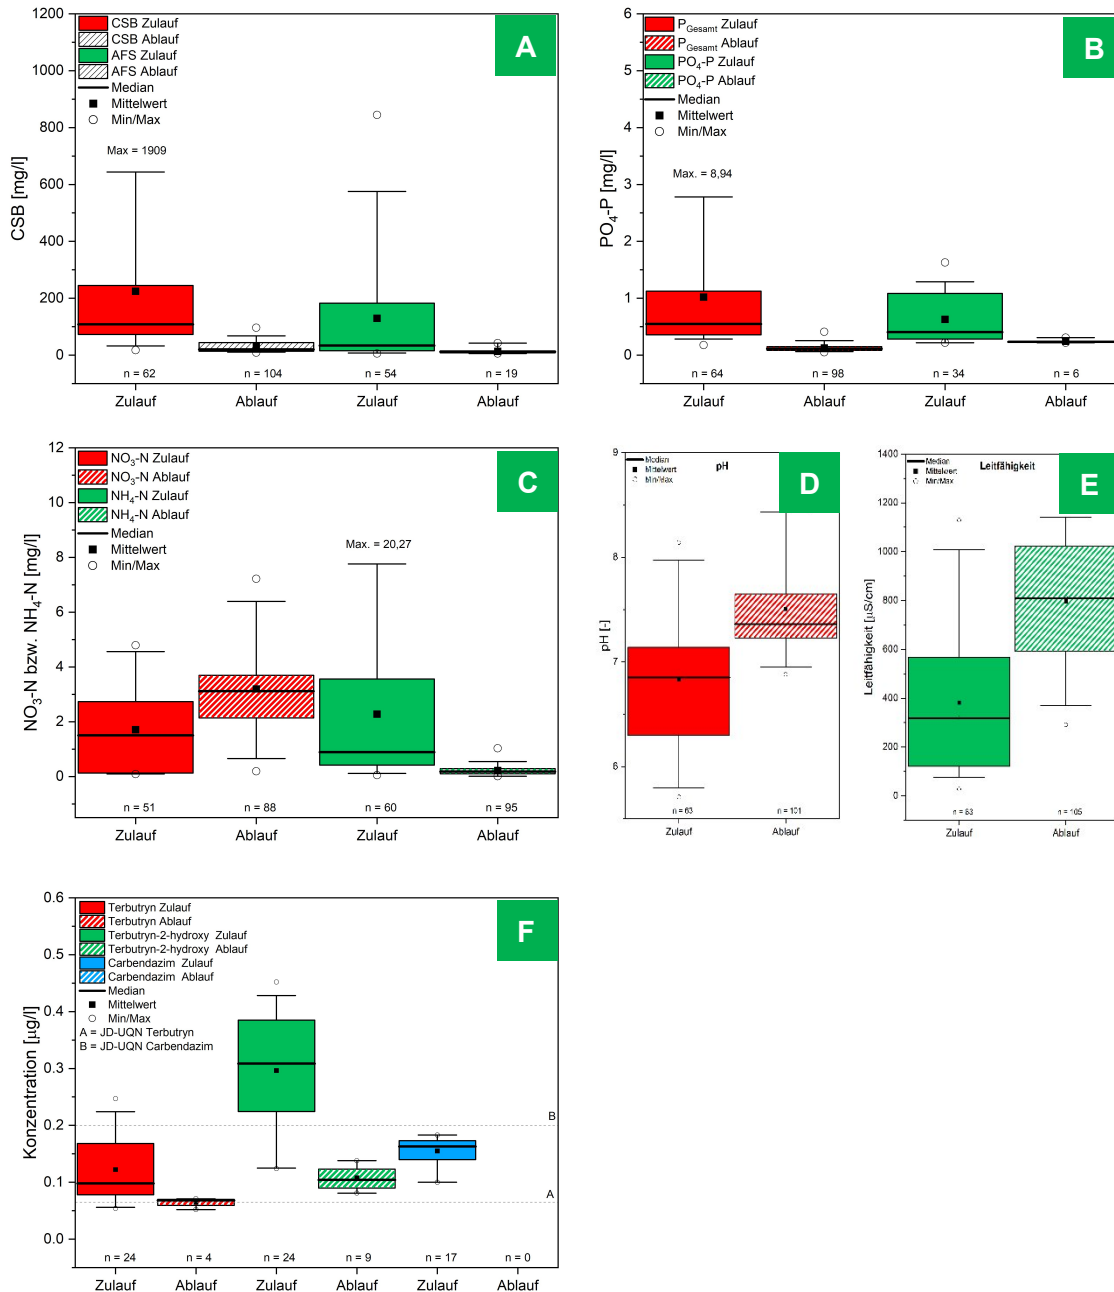 1200
1000
800
600
400
200
0
CSB [mg/l]
CSB Zulauf
CSB Ablauf
AFS Zulauf
AFS Ablauf
Median
Mittelwert
Min/Max
Max = 1909
A
n = 62
n = 104
n = 54
n = 19
Zulauf
Ablauf
Zulauf
Ablauf
6
5
4
3
2
1
0
PO4-P [mg/l]
PGesamt Zulauf
PGesamt Ablauf
PO4-P Zulauf
PO4-P Ablauf
Median
Mittelwert
Min/Max
Max. = 8,94
B
n = 64
n = 98
n = 34
n = 6
Zulauf
Ablauf
Zulauf
Ablauf
12
10
8
6
4
2
0
NO3-N bzw. NH4-N [mg/l]
NO3-N Zulauf
NO3-N Ablauf
NH4-N Zulauf
NH4-N Ablauf
Median
Mittelwert
Min/Max
Max. = 20,27
C
n = 51
n = 88
n = 60
n = 95
Zulauf
Ablauf
Zulauf
Ablauf
9
8
7
6
pH [-]
Median
Mittelwert
Min/Max
pH
D
n = 63
n = 101
Zulauf
Ablauf
1400
1200
1000
800
600
400
200
0
Leitfähigkeit [µS/cm]
Median
Mittelwert
Min/Max
Leitfähigkeit
E
n = 83
n = 105
Zulauf
Ablauf
0.6
0.5
0.4
0.3
0.2
0.1
0.0
Konzentration [µg/l]
Terbutryn Zulauf
Terbutryn Ablauf
Terbutryn-2-hydroxy Zulauf
Terbutryn-2-hydroxy Ablauf
Carbendazim Zulauf
Carbendazim Ablauf
Median
Mittelwert
Min/Max
A = JD-UQN Terbutryn
B = JD-UQN Carbendazim
F
B
A
n = 24
n = 4
n = 24
n = 9
n = 17
n = 0
Zulauf
Ablauf
Zulauf
Ablauf
Zulauf
Ablauf